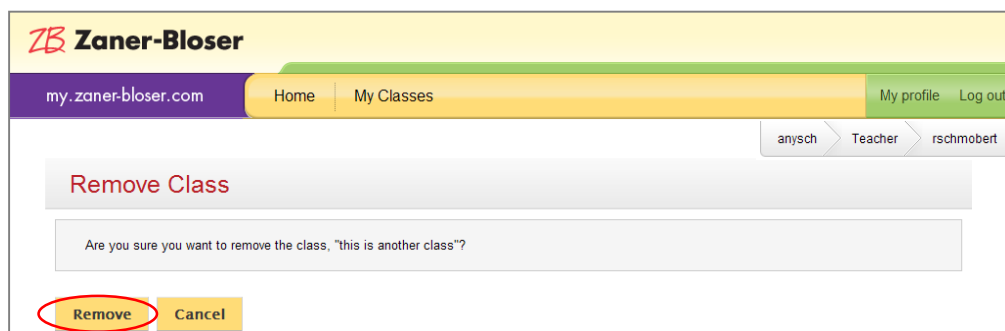 ZB Zaner-Bloser
my.zaner-bloser.com Home My Classes My profile Log out
anysch Teacher rschmobert
Remove Class
Are you sure you want to remove the class, "this is another class"?
Remove Cancel